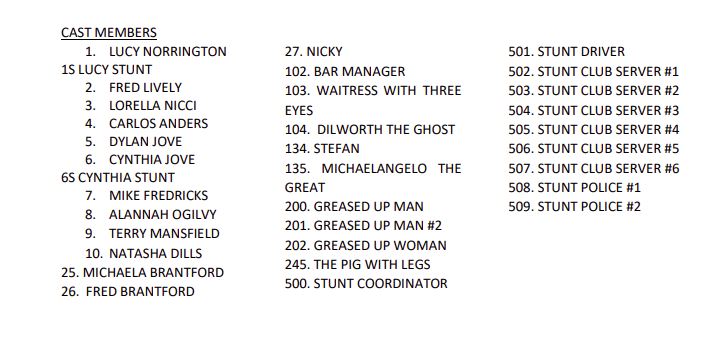 CAST MEMBERS
1. LUCY NORRINGTON
1S LUCY STUNT
2. FRED LIVELY
3. LORELLA NICCI
4. CARLOS ANDERS
5. DYLAN JOVE
6. CYNTHIA JOVE
6S CYNTHIA STUNT
7. MIKE FREDRICKS
8. ALANNAH OGILVY
9. TERRY MANSFIELD
10. NATASHA DILLS
25. MICHAELA BRANTFORD
26. FRED BRANTFORD
27. NICKY
102. BAR MANAGER
103. WAITRESS WITH THREE
EYES
104. DILWORTH THE GHOST
134. STEFAN
135. MICHAELANGELO THE
GREAT
200. GREASED UP MAN
201. GREASED UP MAN #2
202. GREASED UP WOMAN
245. THE PIG WITH LEGS
500. STUNT COORDINATOR
501. STUNT DRIVER
502. STUNT CLUB SERVER #1
503. STUNT CLUB SERVER #2
504. STUNT CLUB SERVER #3
505. STUNT CLUB SERVER #4
506. STUNT CLUB SERVER #5
507. STUNT CLUB SERVER #6
508. STUNT POLICE #1
509. STUNT POLICE #2